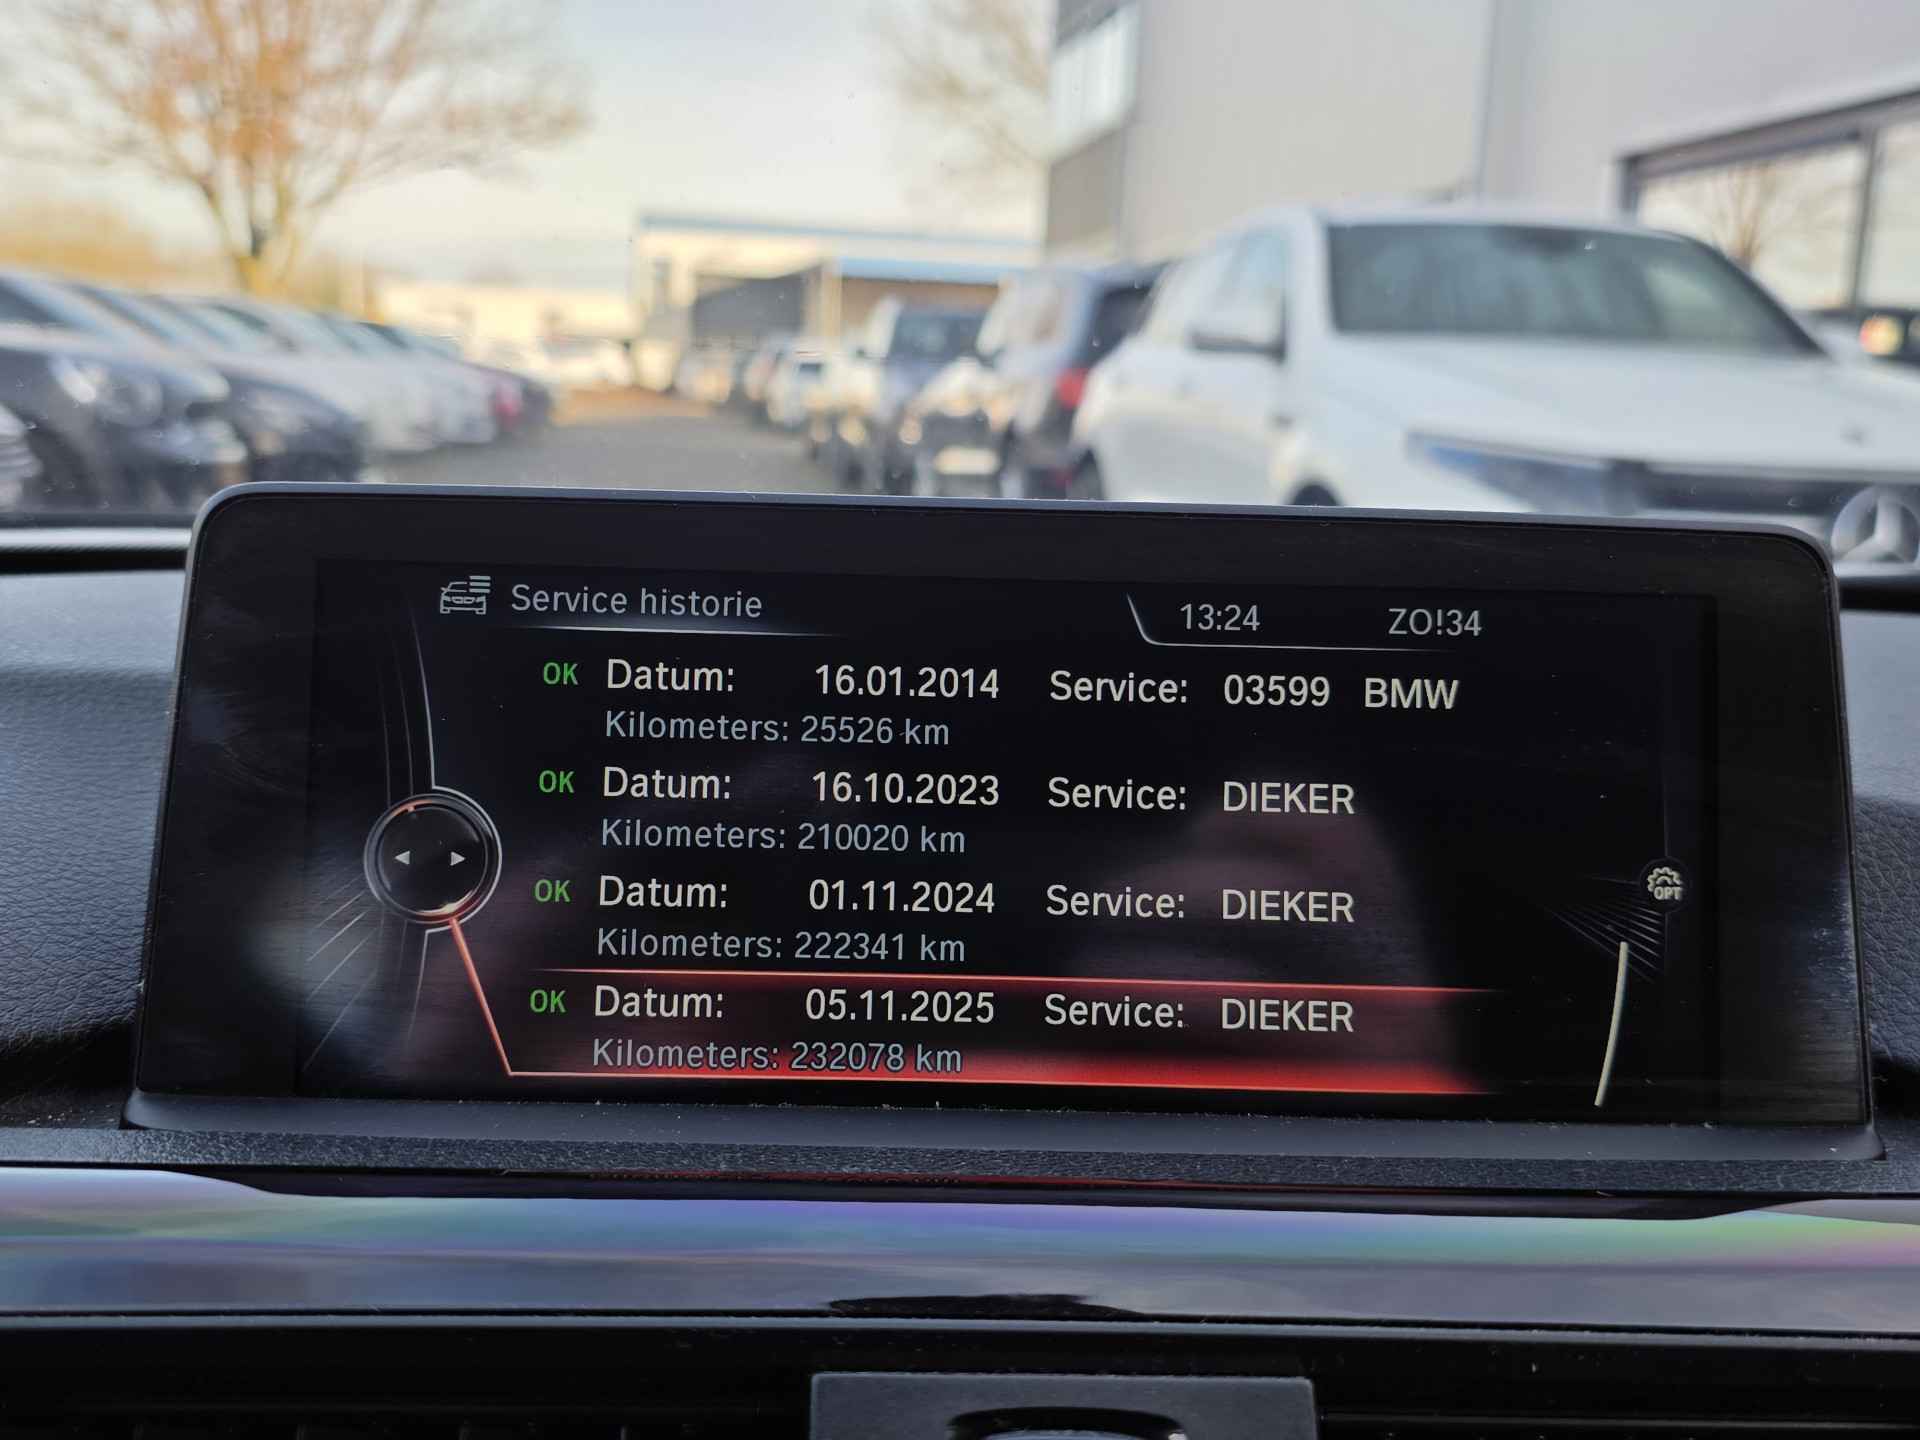 Service historie 13:24 ZO!34
OK Datum: 16.01.2014 Service: 03599 BMW
Kilometers: 25526 km
OK Datum: 16.10.2023 Service: DIEKER
Kilometers: 210020 km
OK Datum: 01.11.2024 Service: DIEKER
Kilometers: 222341 km
OPT
OK Datum: 05.11.2025 Service: DIEKER
Kilometers: 232078 km